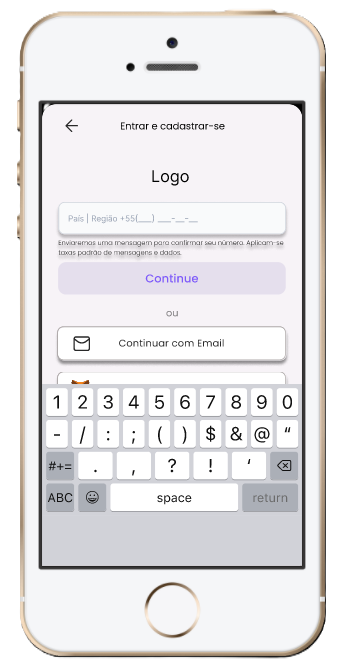 Entrar e cadastrar-se
Logo
País | Região +55(___) ___-__-__
Enviaremos uma mensagem para confirmar seu número. Aplicam-se
taxas padrão de mensagens e dados.
Continue
ou
Continuar com Email
1 2 3 4 5 6 7 8 9 0
- / : ; ( ) $ & @ “
#+= . , ? ! ‘
ABC space return